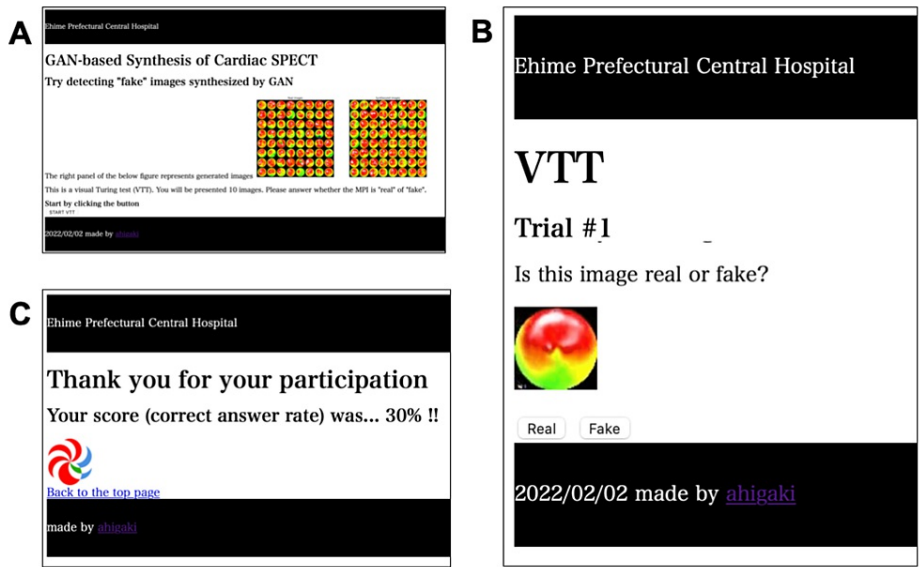 A
Ehime Prefectural Central Hospital
GAN-based Synthesis of Cardiac SPECT
Try detecting "fake" images synthesized by GAN
The right panel of the below figure represents generated images
This is a visual Turing test (VTT). You will be presented 10 images. Please answer whether the MPI is "real" of "fake".
Start by clicking the button
START VTT
2022/02/02 made by ahigaki
B
Ehime Prefectural Central Hospital
VTT
Trial #1
Is this image real or fake?
Real Fake
2022/02/02 made by ahigaki
C
Ehime Prefectural Central Hospital
Thank you for your participation
Your score (correct answer rate) was... 30% !!
Back to the top page
made by ahigaki